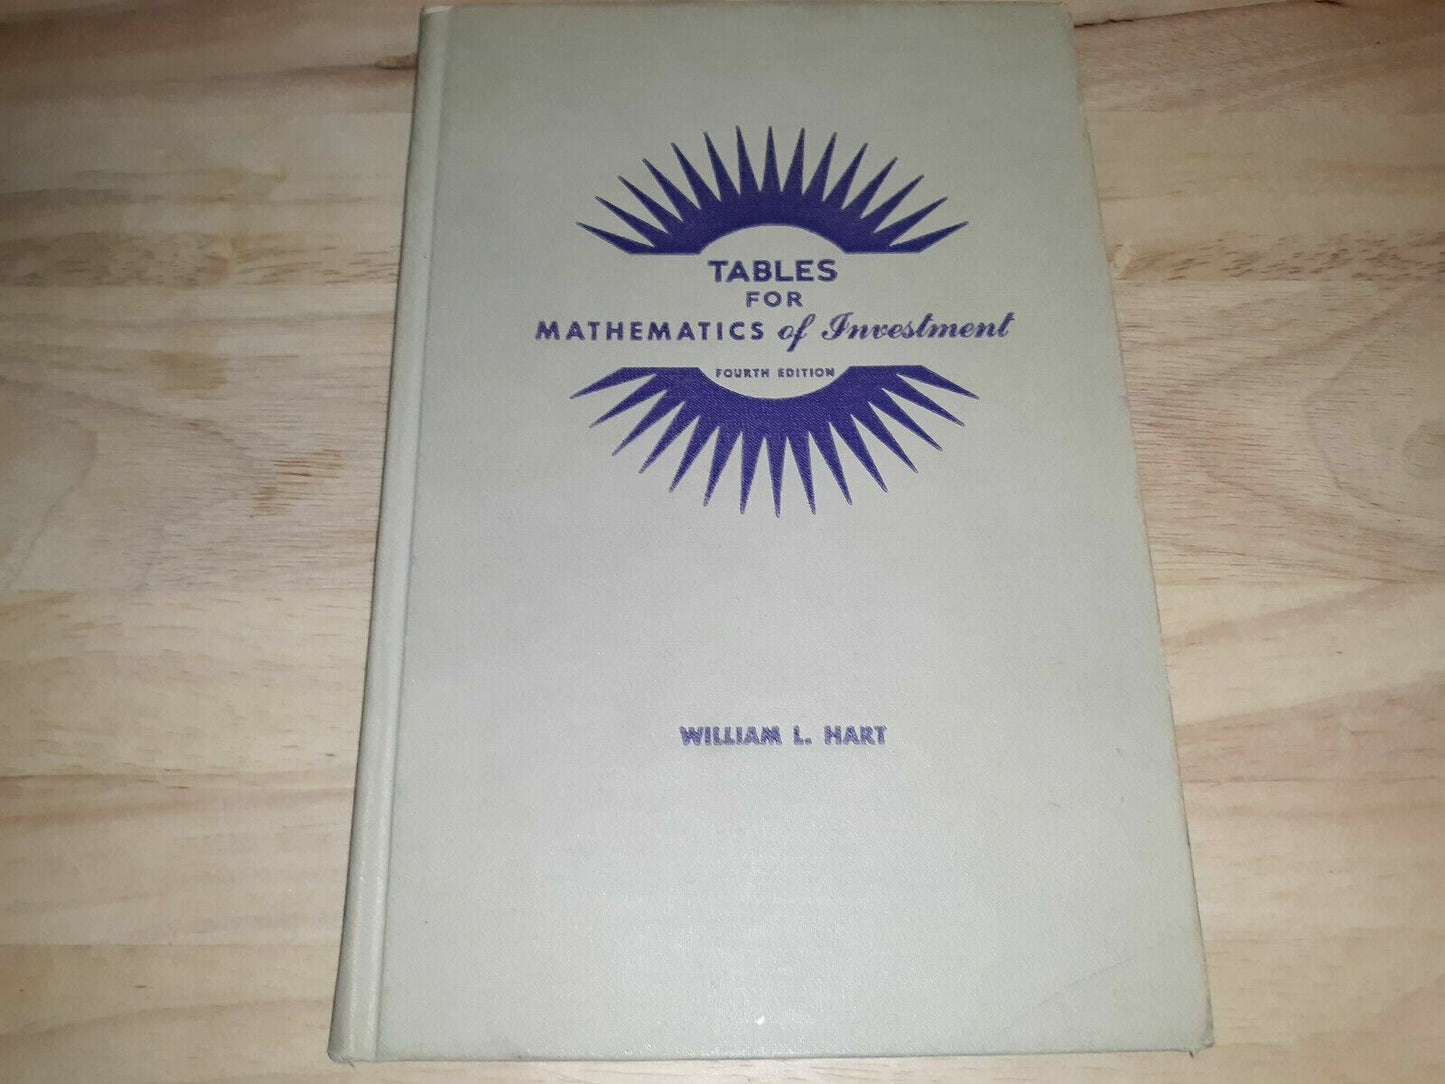 TABLES
FOR
MATHEMATICS of Investment
FOURTH EDITION
WILLIAM L. HART